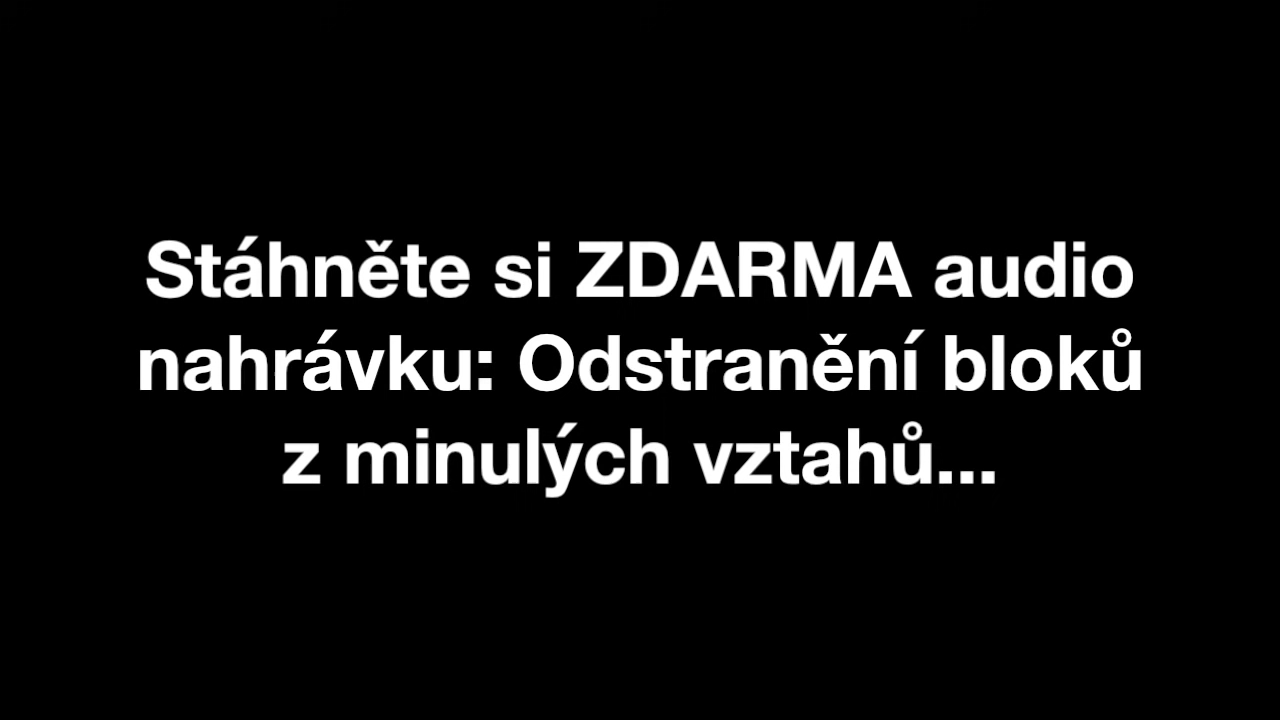 Stáhněte si ZDARMA audio
nahrávku: Odstranění bloků
z minulých vztahů...